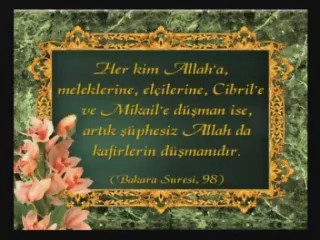 Her kim Allah'a,
meleklerine, elçilerine, Cibril'e
ve Mikail'e düşman ise,
artık şüphesiz Allah da
kafirlerin düşmanıdır.
(Bakara Suresi, 98)